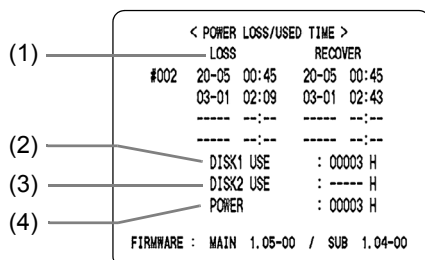 < POWER LOSS/USED TIME >
(1) LOSS RECOVER
#002 20-05 00:45 20-05 00:45
03-01 02:09 03-01 02:43
----- --:-- ----- --:--
----- --:-- ----- --:--
(2) DISK1 USE : 00003 H
(3) DISK2 USE : ----- H
(4) POWER : 00003 H
FIRMWARE : MAIN 1.05-00 / SUB 1.04-00